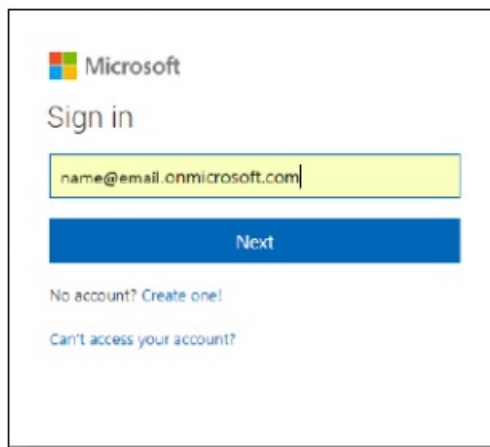 Microsoft
Sign in
name@email.onmicrosoft.com
Next
No account? Create one!
Can't access your account?